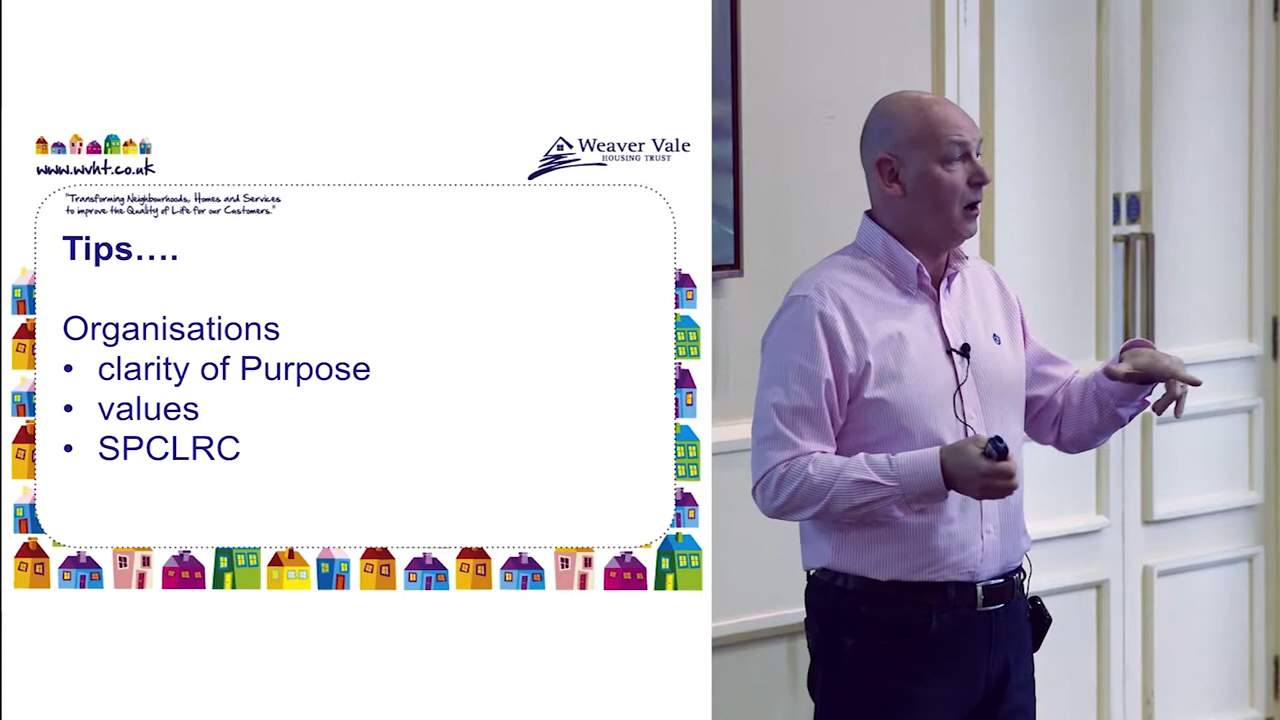 www.wvht.co.uk
Weaver Vale
HOUSING TRUST
"Transforming Neighbourhoods, Homes and Services
to improve the Quality of Life for our Customers."
Tips....
Organisations
• clarity of Purpose
• values
• SPCLRC